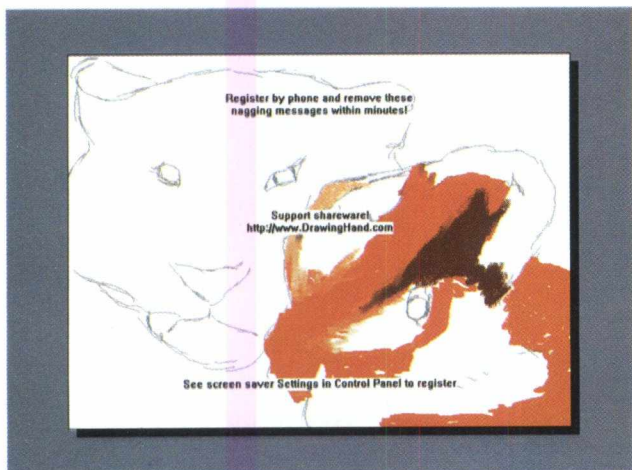 Register by phone and remove these
nagging messages within minutes!
Support shareware!
http://www.DrawingHand.com
See screen saver Settings in Control Panel to register.